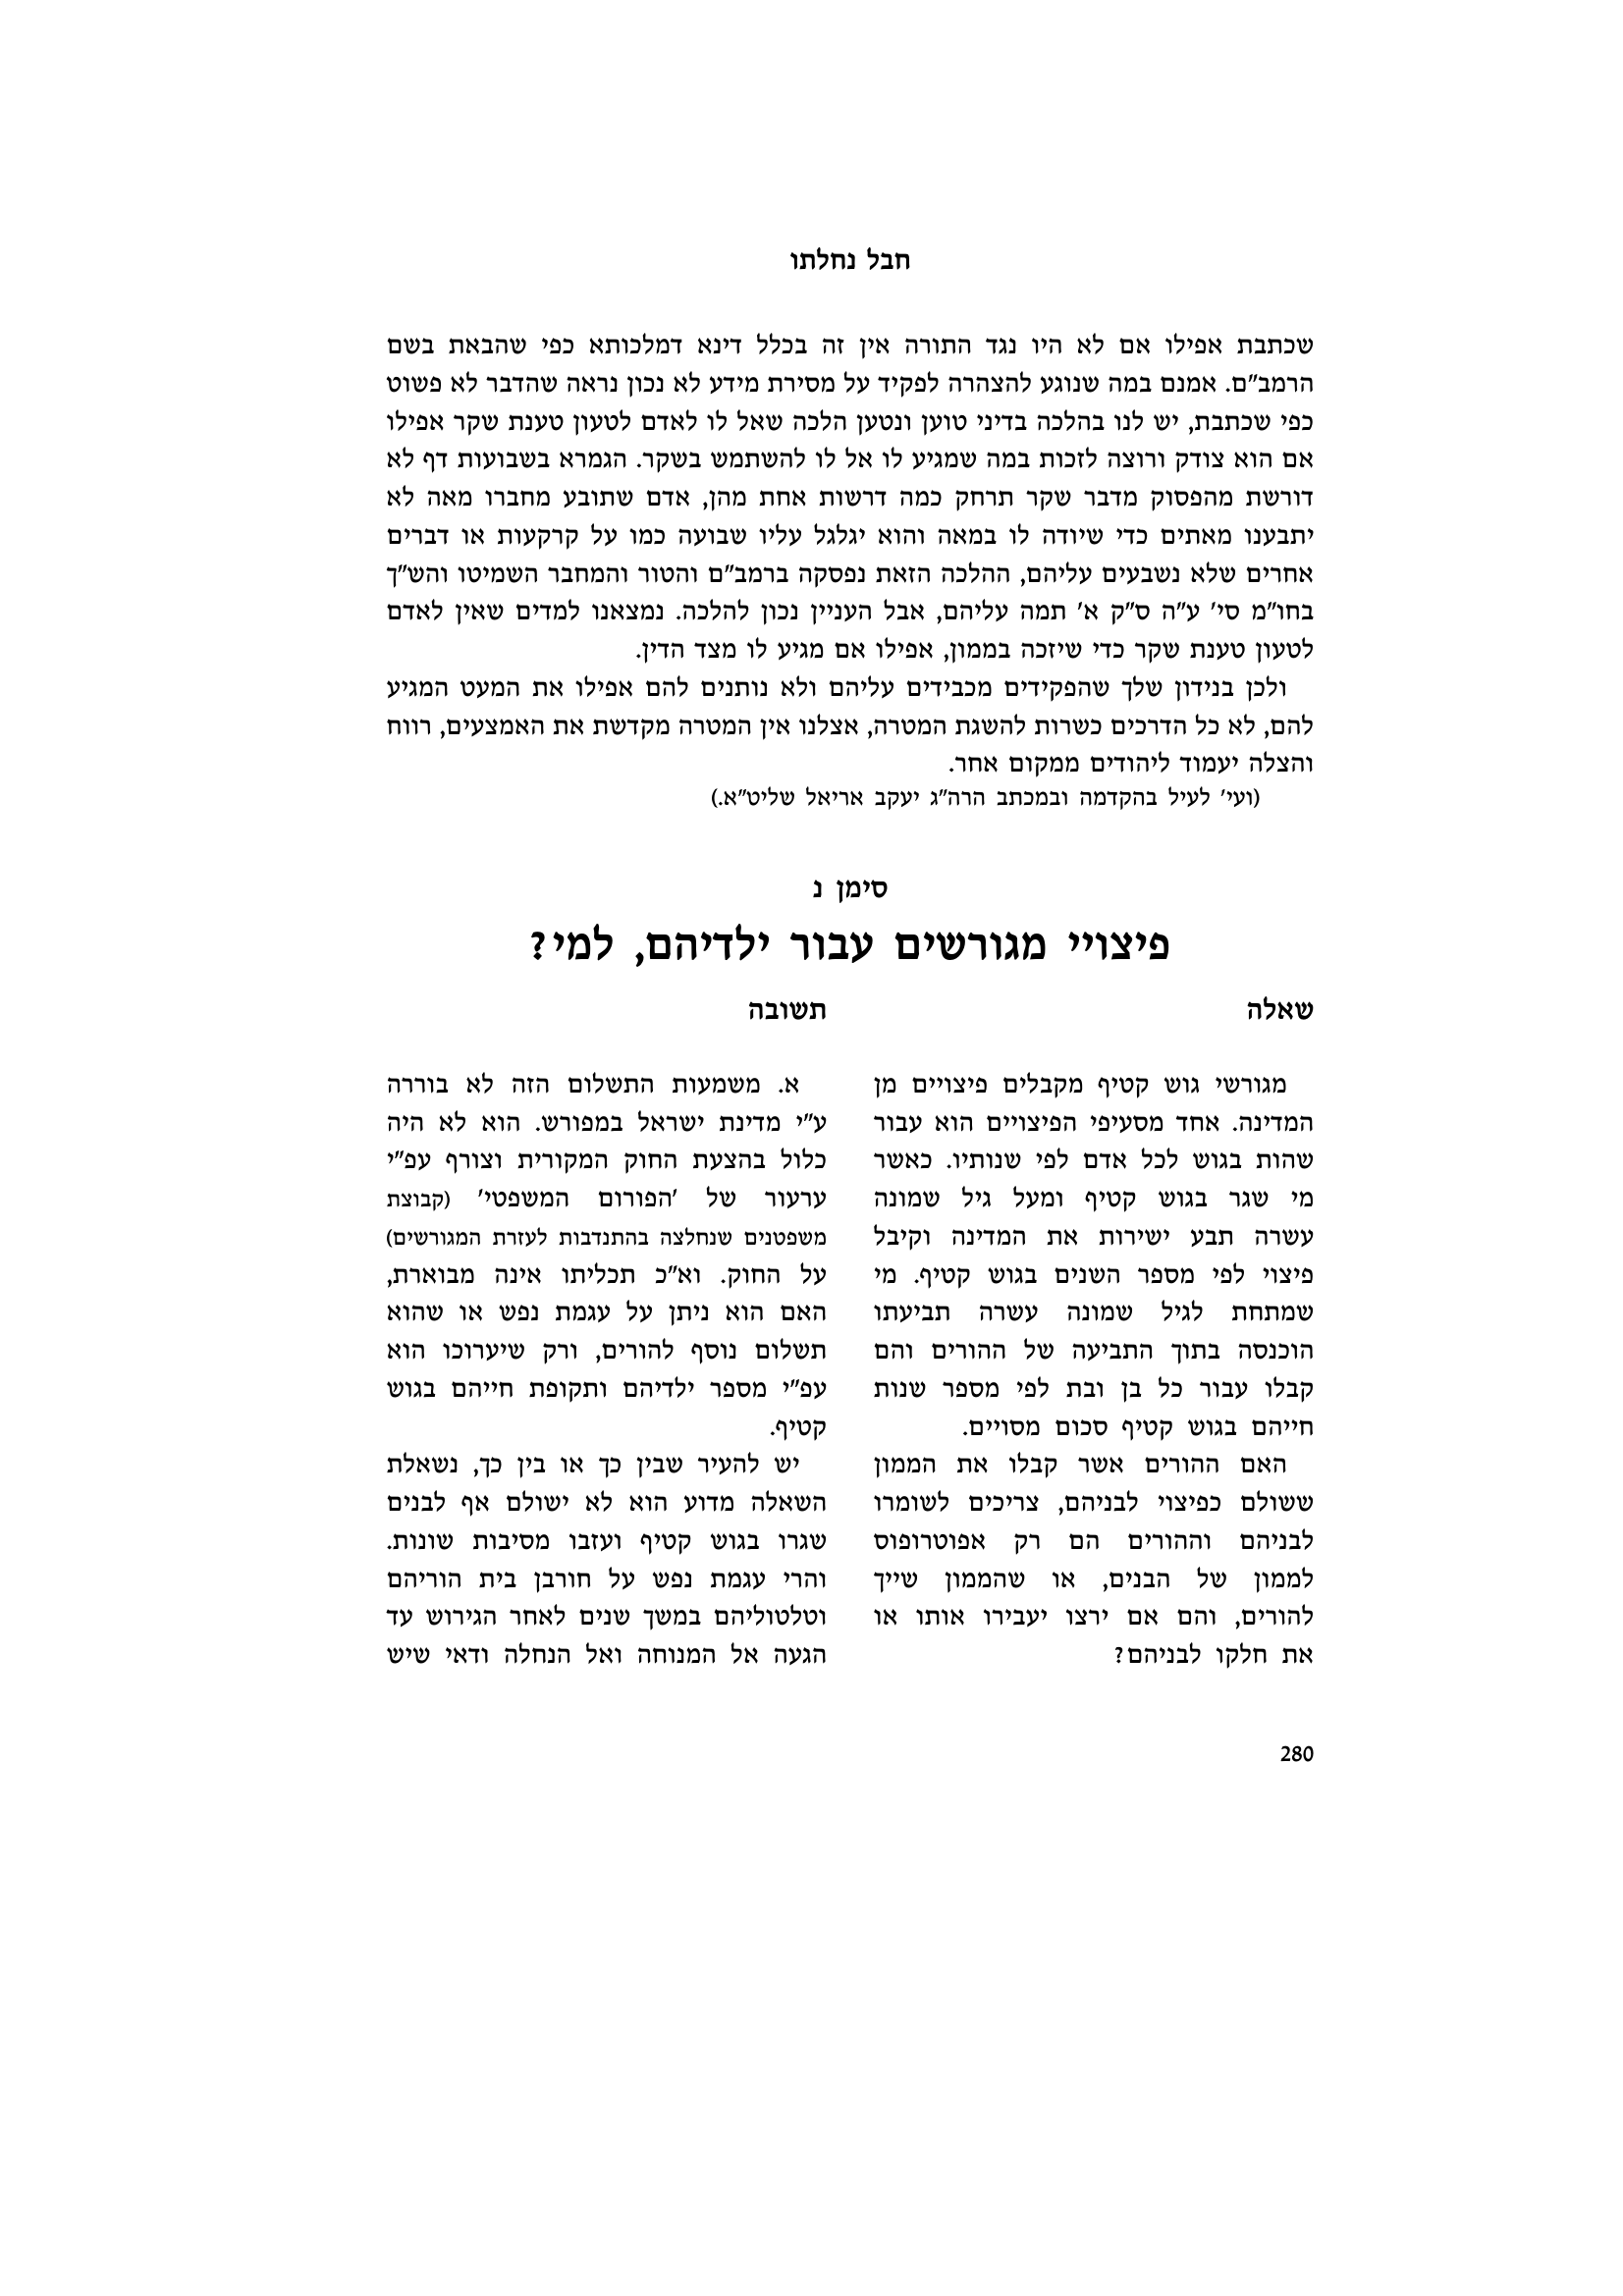 חבל נחלתו
שכתבת אפילו אם לא היו נגד התורה אין זה בכלל דינא דמלכותא כפי שהבאת בשם
הרמב"ם. אמנם במה שנוגע להצהרה לפקיד על מסירת מידע לא נכון נראה שהדבר לא פשוט
כפי שכתבת, יש לנו בהלכה בדיני טוען ונטען הלכה שאל לו לאדם לטעון טענת שקר אפילו
אם הוא צודק ורוצה לזכות במה שמגיע לו אל לו להשתמש בשקר. הגמרא בשבועות דף לא
דורשת מהפסוק מדבר שקר תרחק כמה דרשות אחת מהן, אדם שתובע מחברו מאה לא
יתבענו מאתים כדי שיודה לו במאה והוא יגלגל עליו שבועה כמו על קרקעות או דברים
אחרים שלא נשבעים עליהם, ההלכה הזאת נפסקה ברמב"ם והטור והמחבר השמיטו והש"ך
בחו"מ סי' ע"ה ס"ק א' תמה עליהם, אבל העניין נכון להלכה. נמצאנו למדים שאין לאדם
לטעון טענת שקר כדי שיזכה בממון, אפילו אם מגיע לו מצד הדין.
ולכן בנידון שלך שהפקידים מכבידים עליהם ולא נותנים להם אפילו את המעט המגיע
להם, לא כל הדרכים כשרות להשגת המטרה, אצלנו אין המטרה מקדשת את האמצעים, רווח
והצלה יעמוד ליהודים ממקום אחר.
(ועי' לעיל בהקדמה ובמכתב הרה"ג יעקב אריאל שליט"א.)
סימן נ
פיצויי מגורשים עבור ילדיהם, למי?
שאלה
מגורשי גוש קטיף מקבלים פיצויים מן
המדינה. אחד מסעיפי הפיצויים הוא עבור
שהות בגוש לכל אדם לפי שנותיו. כאשר
מי שגר בגוש קטיף ומעל גיל שמונה
עשרה תבע ישירות את המדינה וקיבל
פיצוי לפי מספר השנים בגוש קטיף. מי
שמתחת לגיל שמונה עשרה תביעתו
הוכנסה בתוך התביעה של ההורים והם
קבלו עבור כל בן ובת לפי מספר שנות
חייהם בגוש קטיף סכום מסויים.
האם ההורים אשר קבלו את הממון
ששולם כפיצוי לבניהם, צריכים לשומרו
לבניהם וההורים הם רק אפוטרופוס
לממון של הבנים, או שהממון שייך
להורים, והם אם ירצו יעבירו אותו או
את חלקו לבניהם?
תשובה
א. משמעות התשלום הזה לא בוררה
ע"י מדינת ישראל במפורש. הוא לא היה
כלול בהצעת החוק המקורית וצורף עפ"י
ערעור של 'הפורום המשפטי' (קבוצת
משפטנים שנחלצה בהתנדבות לעזרת המגורשים)
על החוק. וא"כ תכליתו אינה מבוארת,
האם הוא ניתן על עגמת נפש או שהוא
תשלום נוסף להורים, ורק שיערוכו הוא
עפ"י מספר ילדיהם ותקופת חייהם בגוש
קטיף.
יש להעיר שבין כך או בין כך, נשאלת
השאלה מדוע הוא לא ישולם אף לבנים
שגרו בגוש קטיף ועזבו מסיבות שונות.
והרי עגמת נפש על חורבן בית הוריהם
וטלטוליהם במשך שנים לאחר הגירוש עד
הגעה אל המנוחה ואל הנחלה ודאי שיש
280